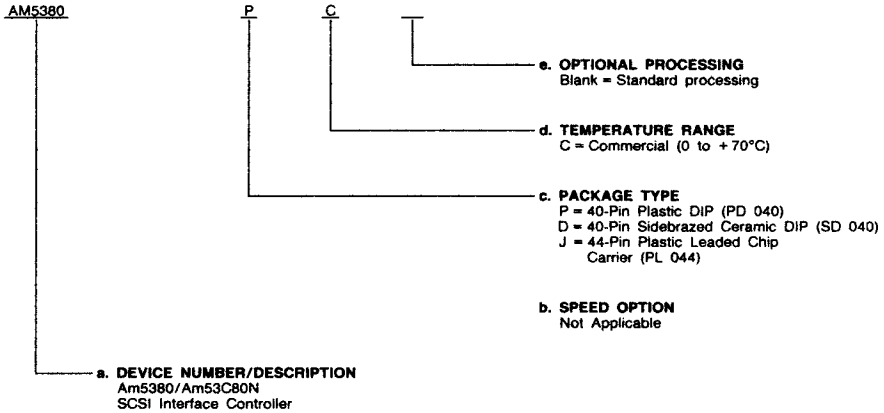 AM5380 P C
e. OPTIONAL PROCESSING
Blank = Standard processing
d. TEMPERATURE RANGE
C = Commercial (0 to +70°C)
c. PACKAGE TYPE
P = 40-Pin Plastic DIP (PD 040)
D = 40-Pin Sidebrazed Ceramic DIP (SD 040)
J = 44-Pin Plastic Leaded Chip
Carrier (PL 044)
b. SPEED OPTION
Not Applicable
a. DEVICE NUMBER/DESCRIPTION
Am5380/Am53C80N
SCSI Interface Controller